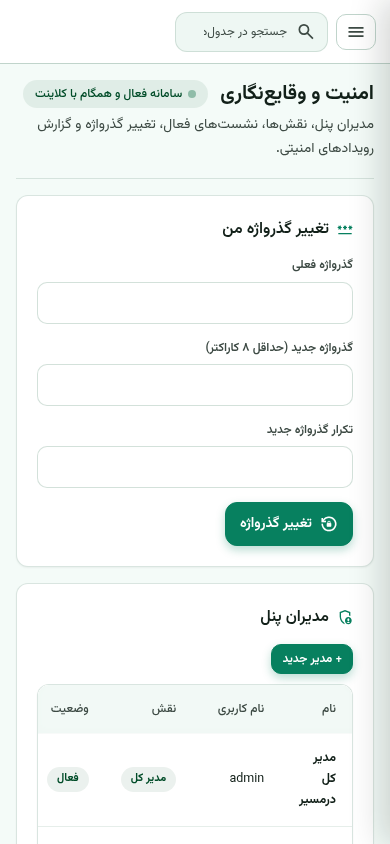 جستجو در جدول‌ه
امنیت و وقایع‌نگاری
سامانه فعال و همگام با کلاینت
مدیران پنل، نقش‌ها، نشست‌های فعال، تغییر گذرواژه و گزارش
رویدادهای امنیتی.
تغییر گذرواژه من
گذرواژه فعلی
گذرواژه جدید (حداقل ۸ کاراکتر)
تکرار گذرواژه جدید
تغییر گذرواژه
مدیران پنل
+ مدیر جدید
نام نام کاربری نقش وضعیت
مدیر کل درمسیر admin مدیر کل فعال